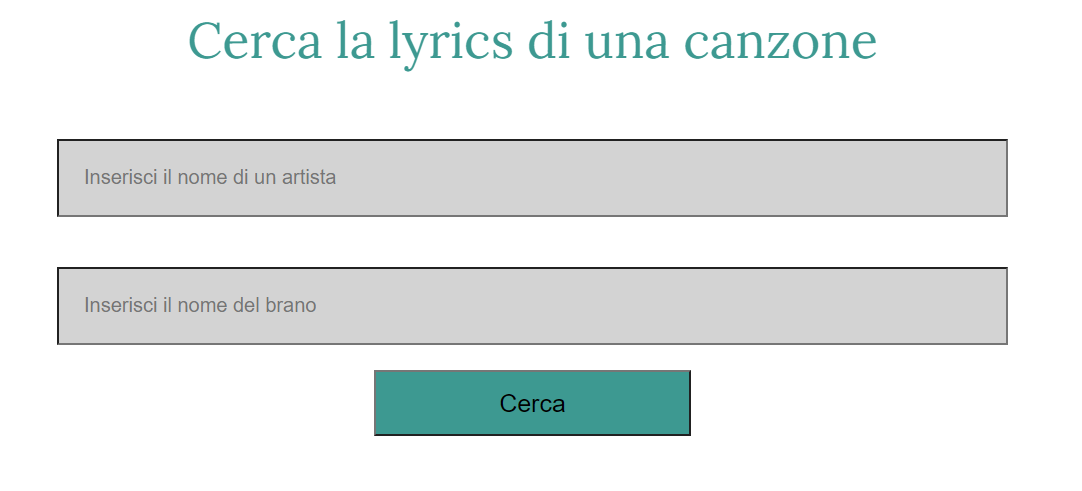 Cerca la lyrics di una canzone
Inserisci il nome di un artista
Inserisci il nome del brano
Cerca